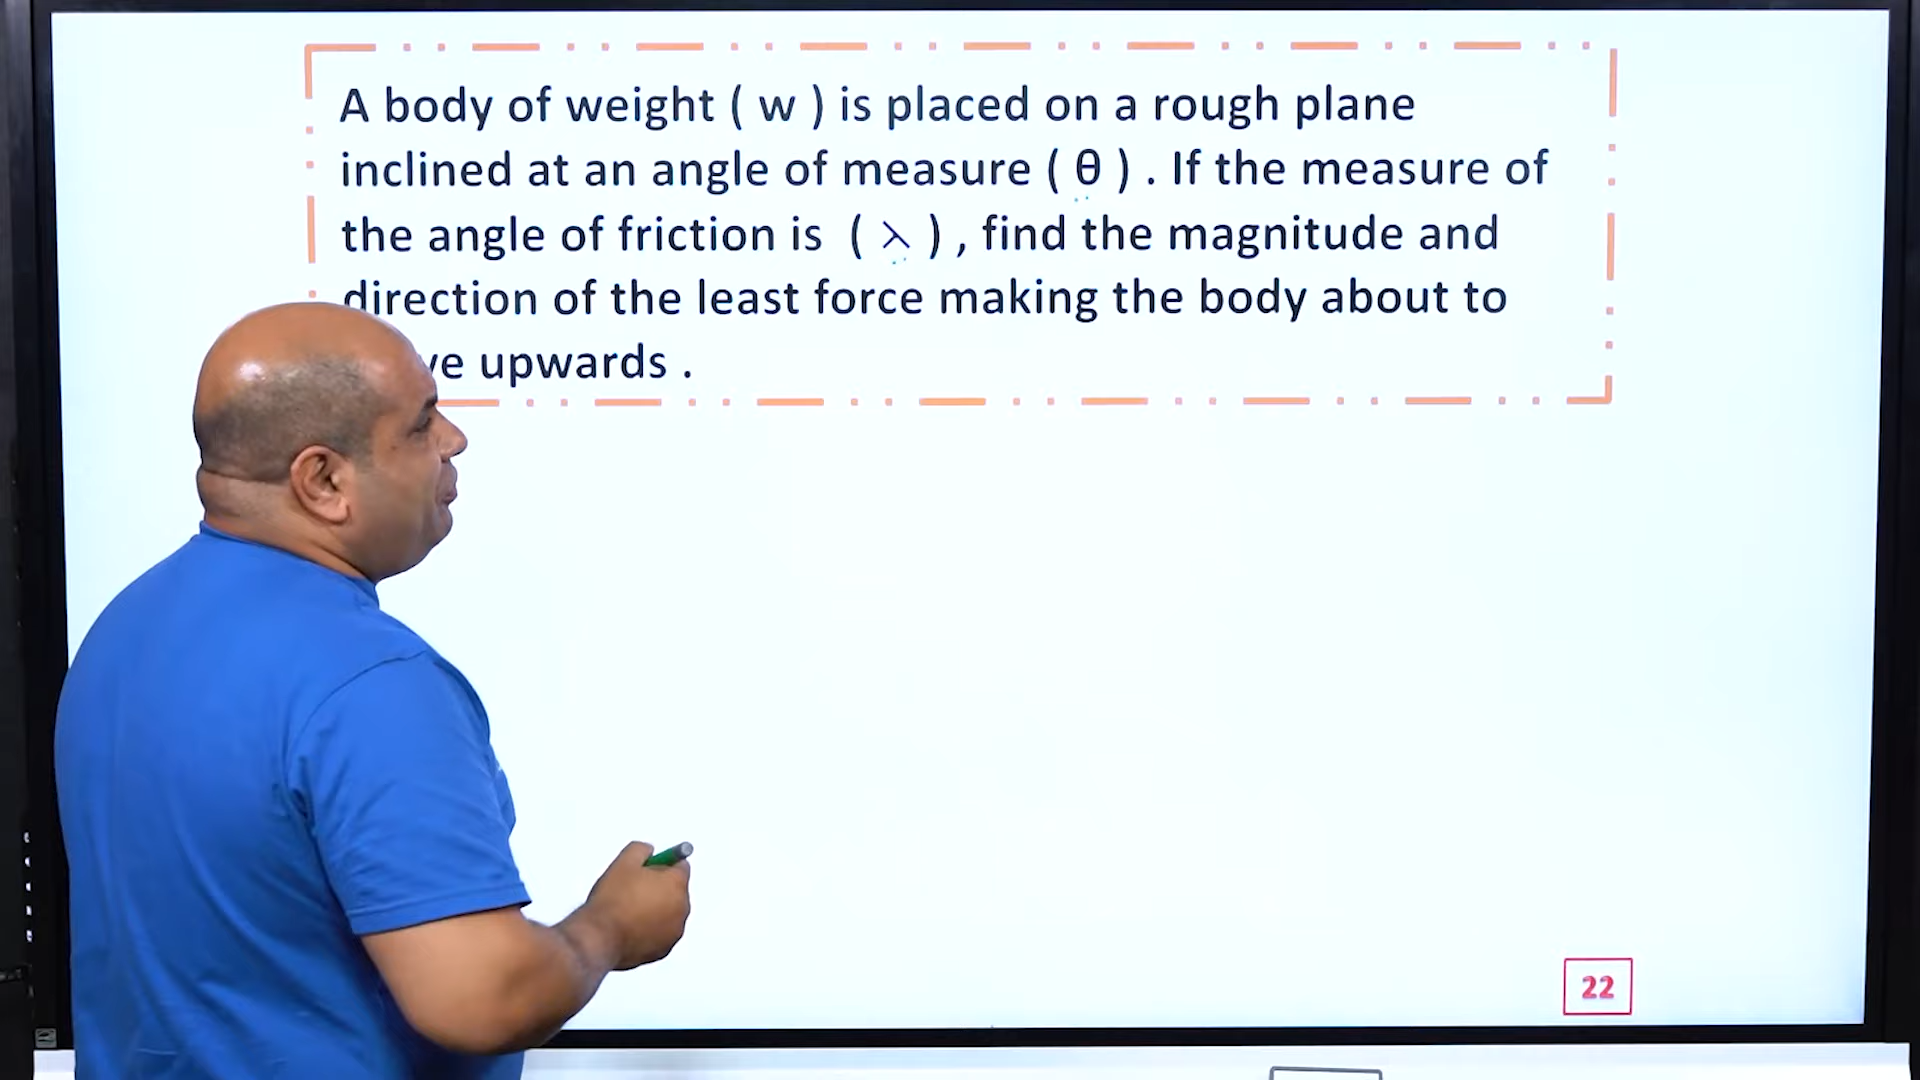 A body of weight ( w ) is placed on a rough plane
inclined at an angle of measure ( θ ) . If the measure of
the angle of friction is ( λ ) , find the magnitude and
direction of the least force making the body about to
upwards .
22